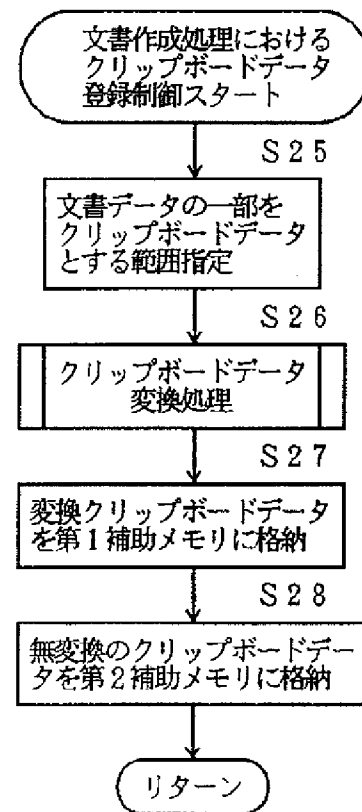 文書作成処理における
クリップボードデータ
登録制御スタート
S25
文書データの一部を
クリップボードデータ
とする範囲指定
S26
クリップボードデータ
変換処理
S27
変換クリップボードデータ
を第1補助メモリに格納
S28
無変換のクリップボードデー
タを第2補助メモリに格納
リターン